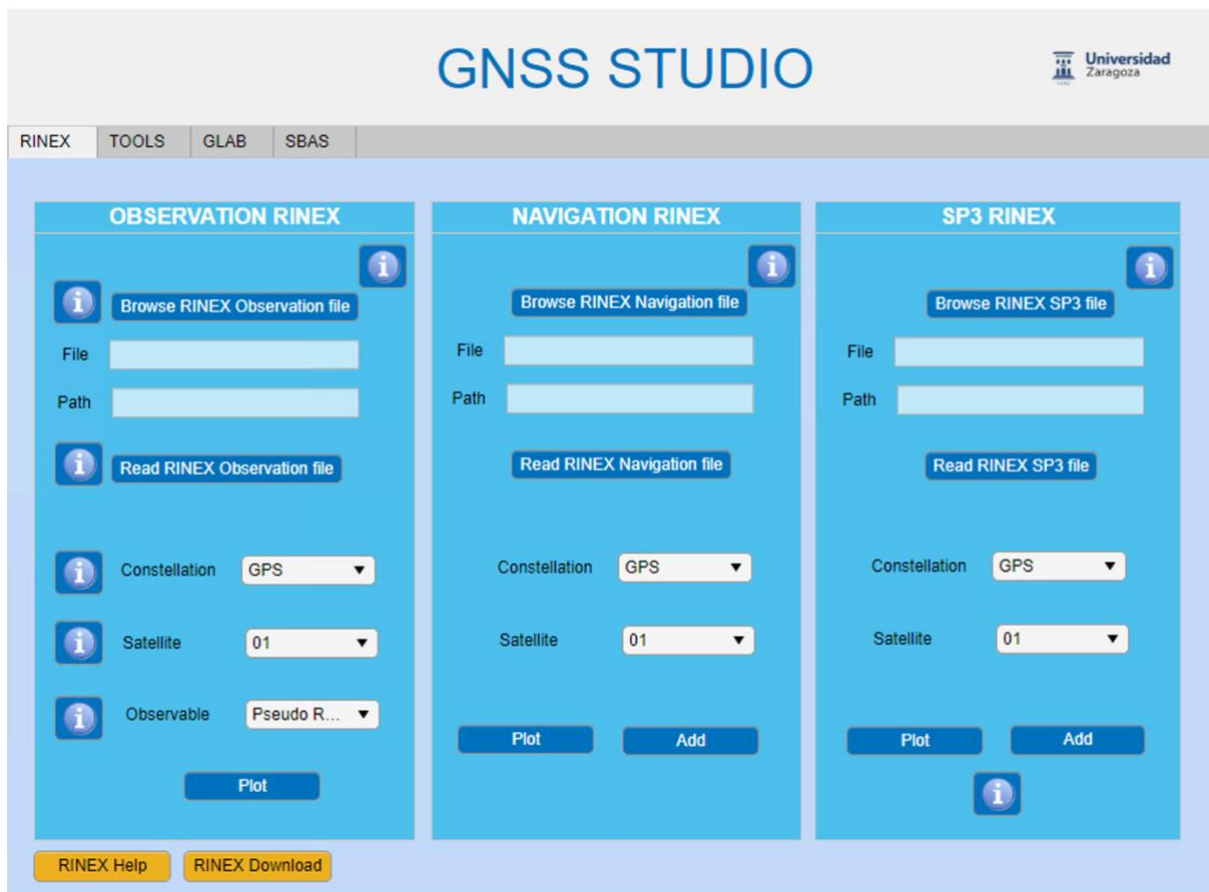 GNSS STUDIO
Universidad
Zaragoza
RINEX TOOLS GLAB SBAS
OBSERVATION RINEX
Browse RINEX Observation file
File
Path
Read RINEX Observation file
Constellation GPS
Satellite 01
Observable Pseudo R...
Plot
NAVIGATION RINEX
Browse RINEX Navigation file
File
Path
Read RINEX Navigation file
Constellation GPS
Satellite 01
Plot Add
SP3 RINEX
Browse RINEX SP3 file
File
Path
Read RINEX SP3 file
Constellation GPS
Satellite 01
Plot Add
RINEX Help RINEX Download